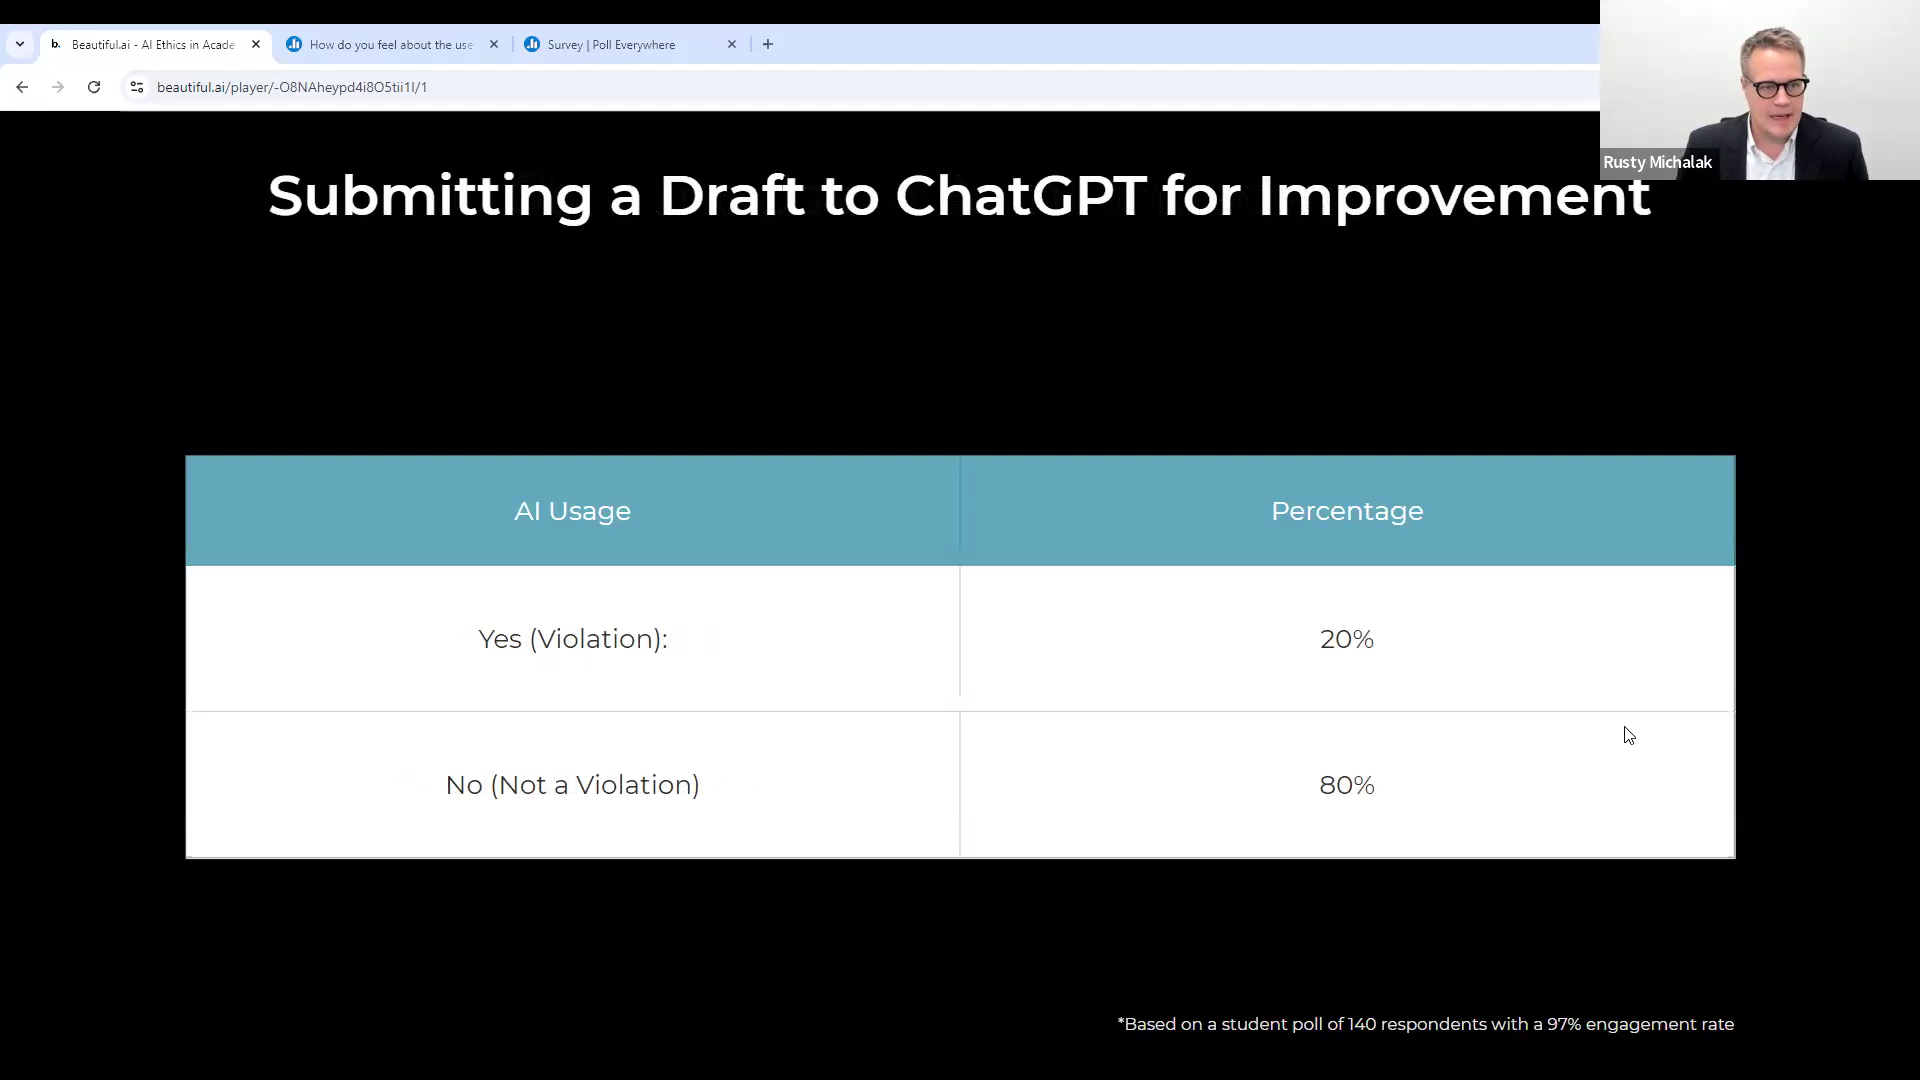 b. Beautiful.ai - AI Ethics in Acade
How do you feel about the use
Survey | Poll Everywhere
beautiful.ai/player/-O8NAheypd4i8O5tii1I/1
Rusty Michalak
Submitting a Draft to ChatGPT for Improvement
AI Usage
Percentage
Yes (Violation):
20%
No (Not a Violation)
80%
*Based on a student poll of 140 respondents with a 97% engagement rate